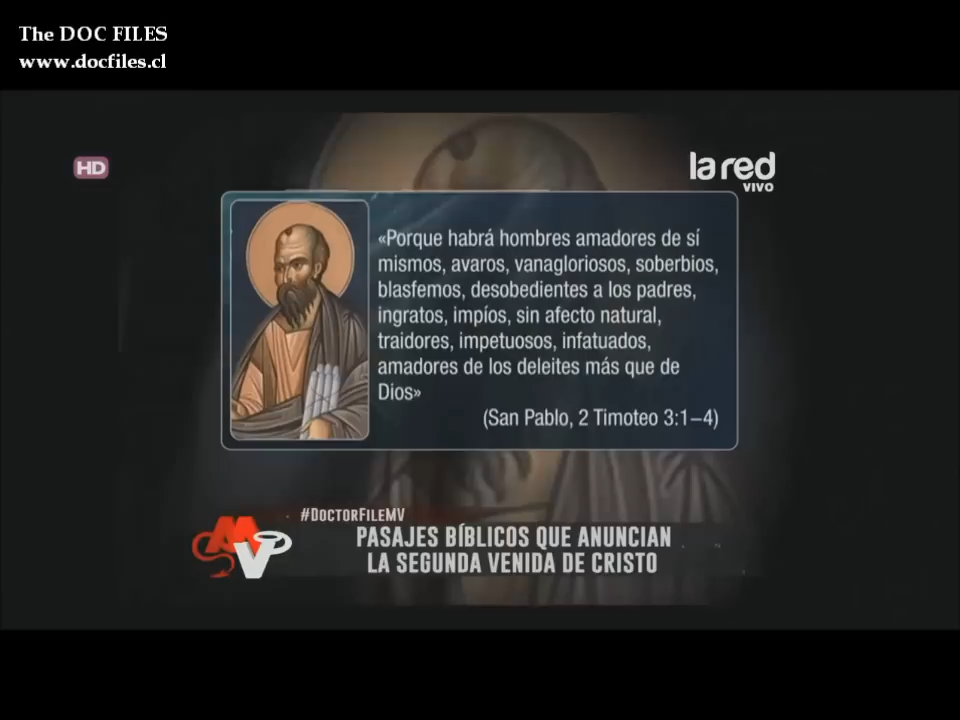 The DOC FILES
www.docfiles.cl
HD
la red
VIVO
«Porque habrá hombres amadores de sí
mismos, avaros, vanagloriosos, soberbios,
blasfemos, desobedientes a los padres,
ingratos, impíos, sin afecto natural,
traidores, impetuosos, infatuados,
amadores de los deleites más que de
Dios»
(San Pablo, 2 Timoteo 3:1–4)
#DoctorFileMV
MV
PASAJES BÍBLICOS QUE ANUNCIAN
LA SEGUNDA VENIDA DE CRISTO